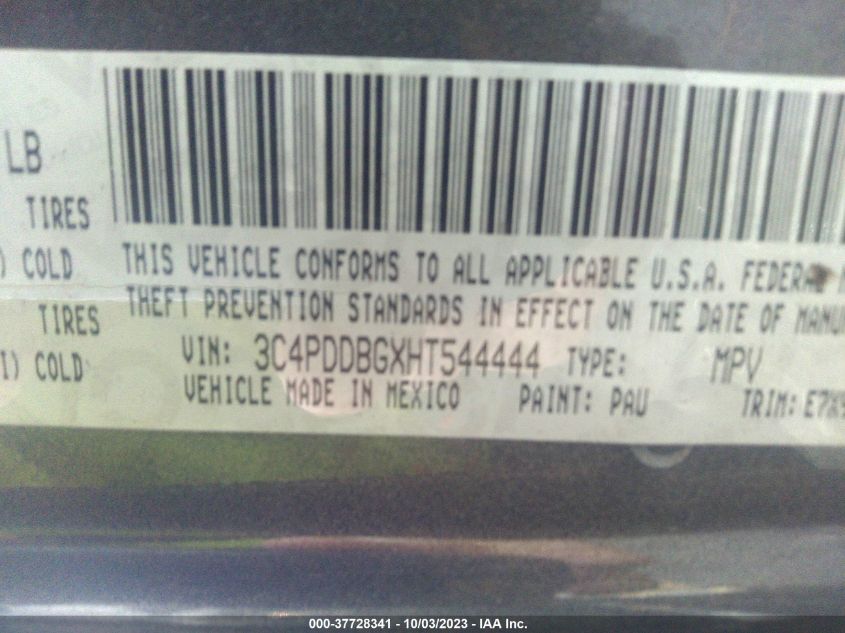 LB
TIRES
) COLD
TIRES
I) COLD
THIS VEHICLE CONFORMS TO ALL APPLICABLE U.S.A. FEDERAL
THEFT PREVENTION STANDARDS IN EFFECT ON THE DATE OF MANU
VIN: 3C4PDDBGXHT544444 TYPE: MPV
VEHICLE MADE IN MEXICO PAINT: PAU TRIM:
000-37728341 - 10/03/2023 - IAA Inc.